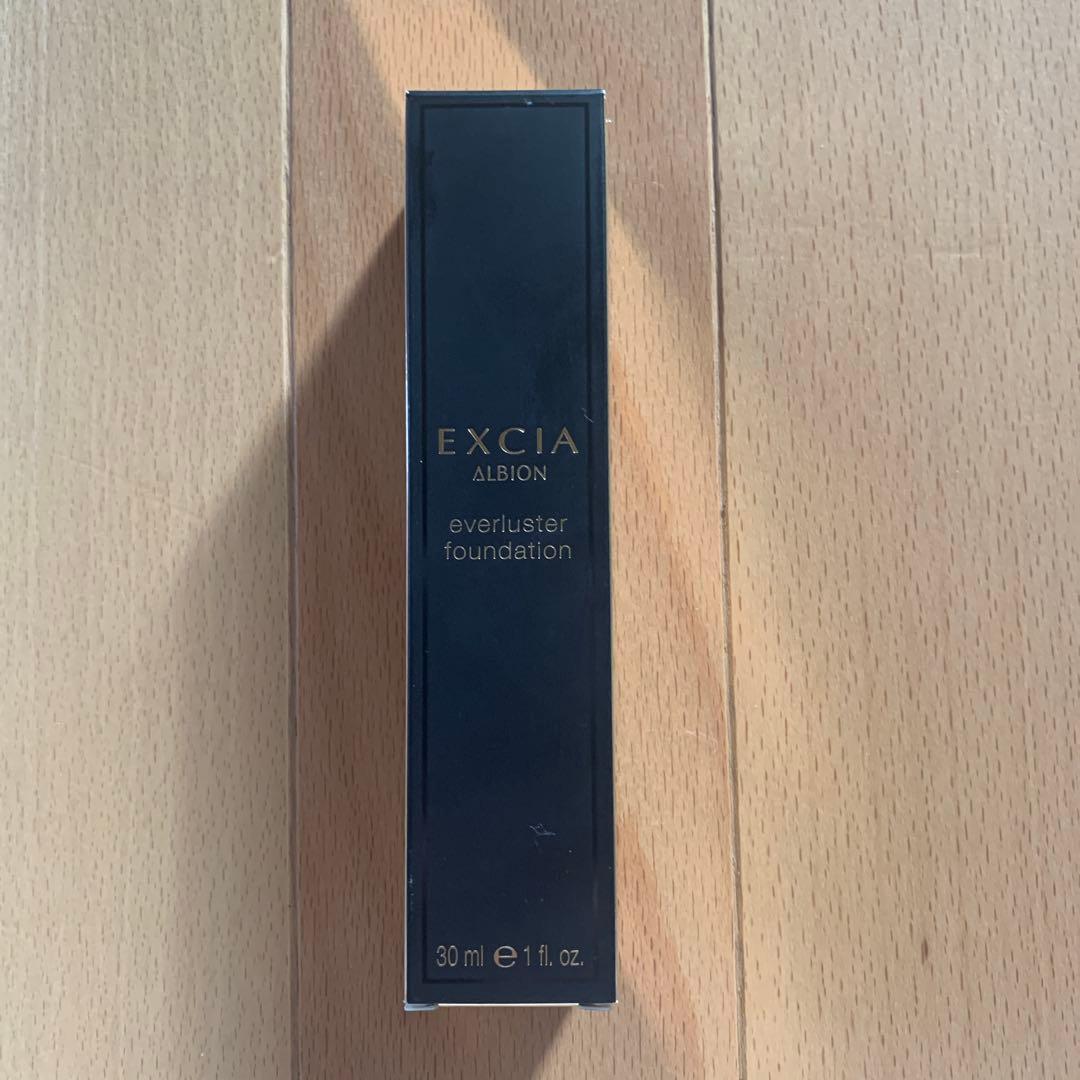 EXCIA
ALBION
everluster
foundation
30 ml ℮ 1 fl. oz.